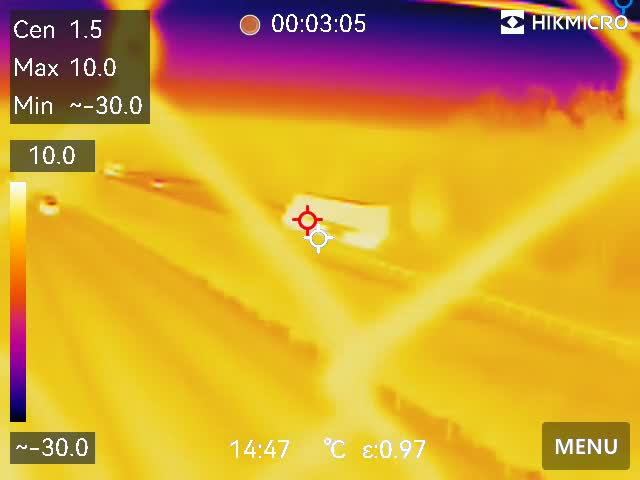 Cen 1.5
Max 10.0
Min ~-30.0
00:03:05
HIKMICRO
10.0
~-30.0
14:47 ℃ ε:0.97
MENU